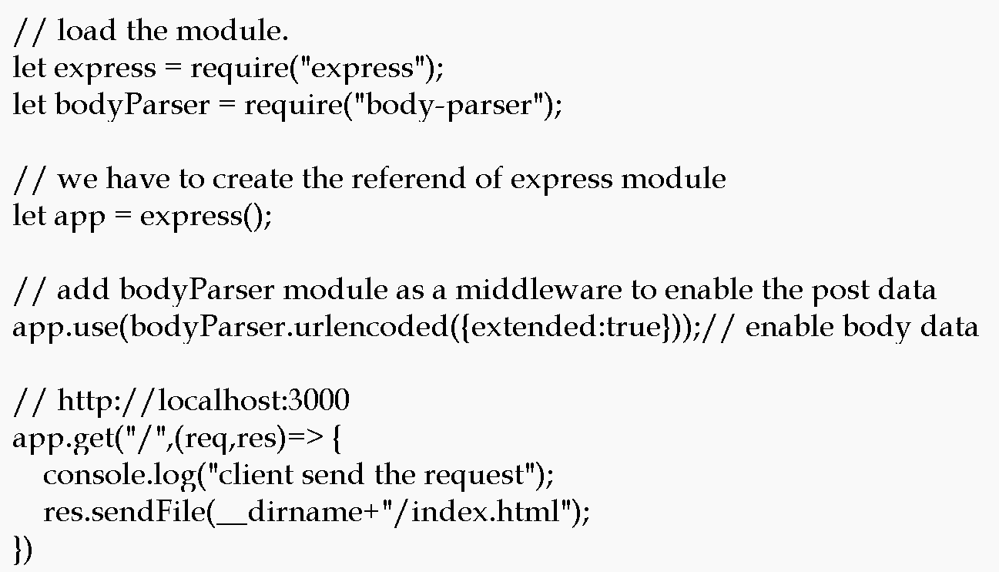 // load the module.
let express = require("express");
let bodyParser = require("body-parser");
// we have to create the referend of express module
let app = express();
// add bodyParser module as a middleware to enable the post data
app.use(bodyParser.urlencoded({extended:true}));// enable body data
// http://localhost:3000
app.get("/",(req,res)=> {
    console.log("client send the request");
    res.sendFile(__dirname+"/index.html");
})